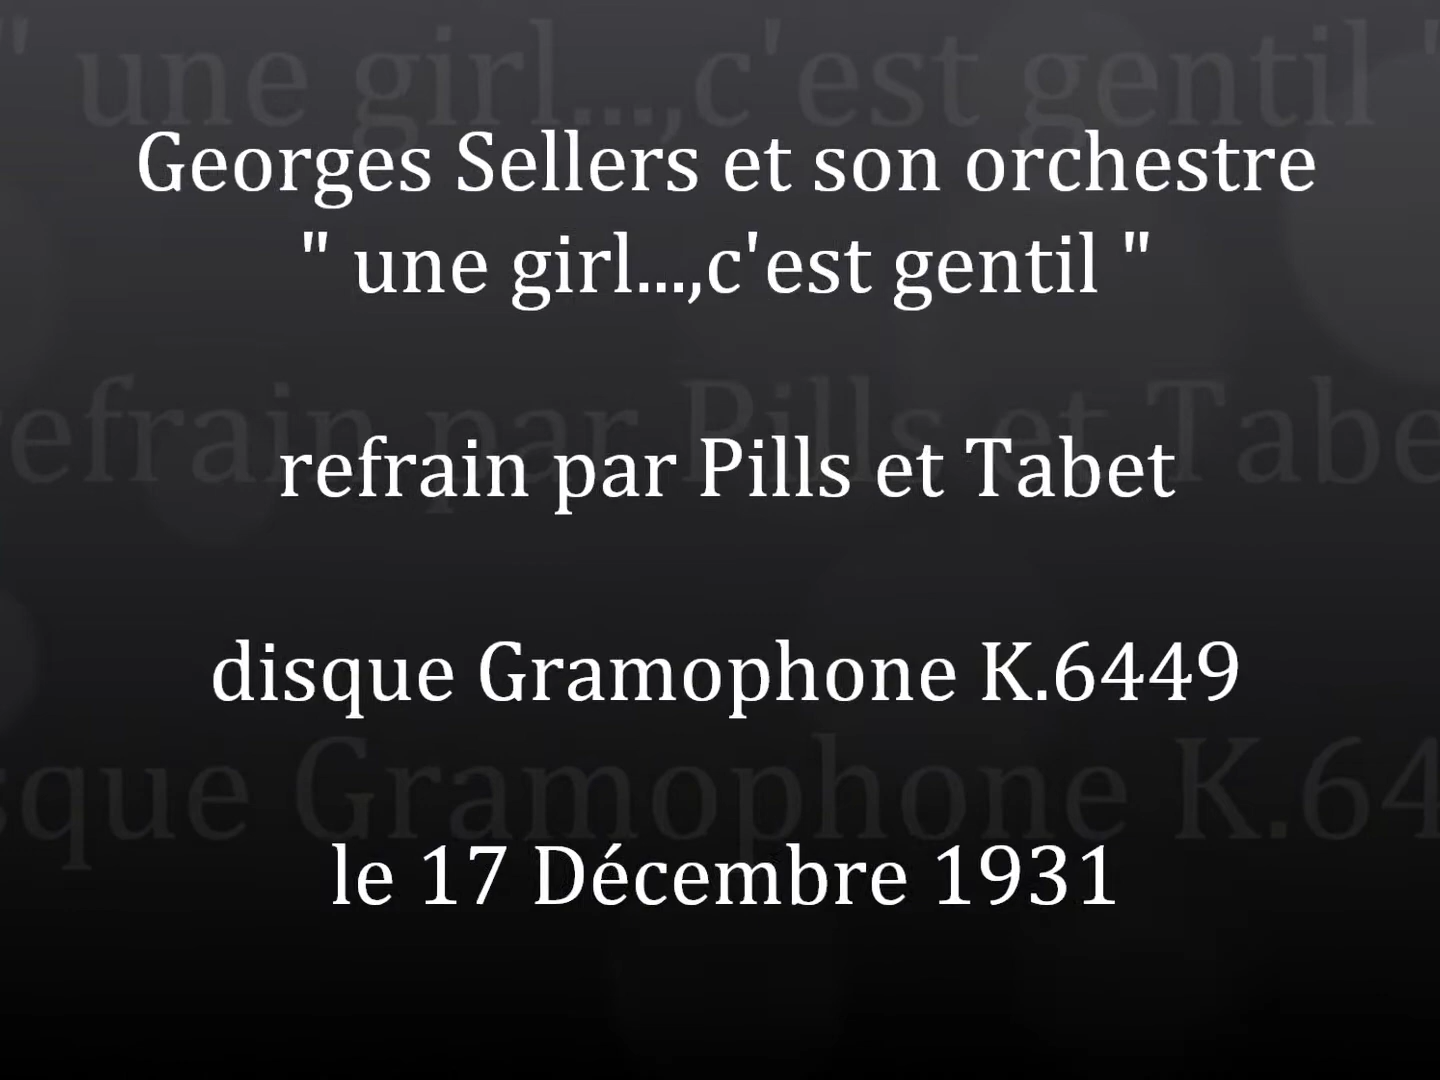 Georges Sellers et son orchestre
" une girl...,c'est gentil "
refrain par Pills et Tabet
disque Gramophone K.6449
le 17 Décembre 1931